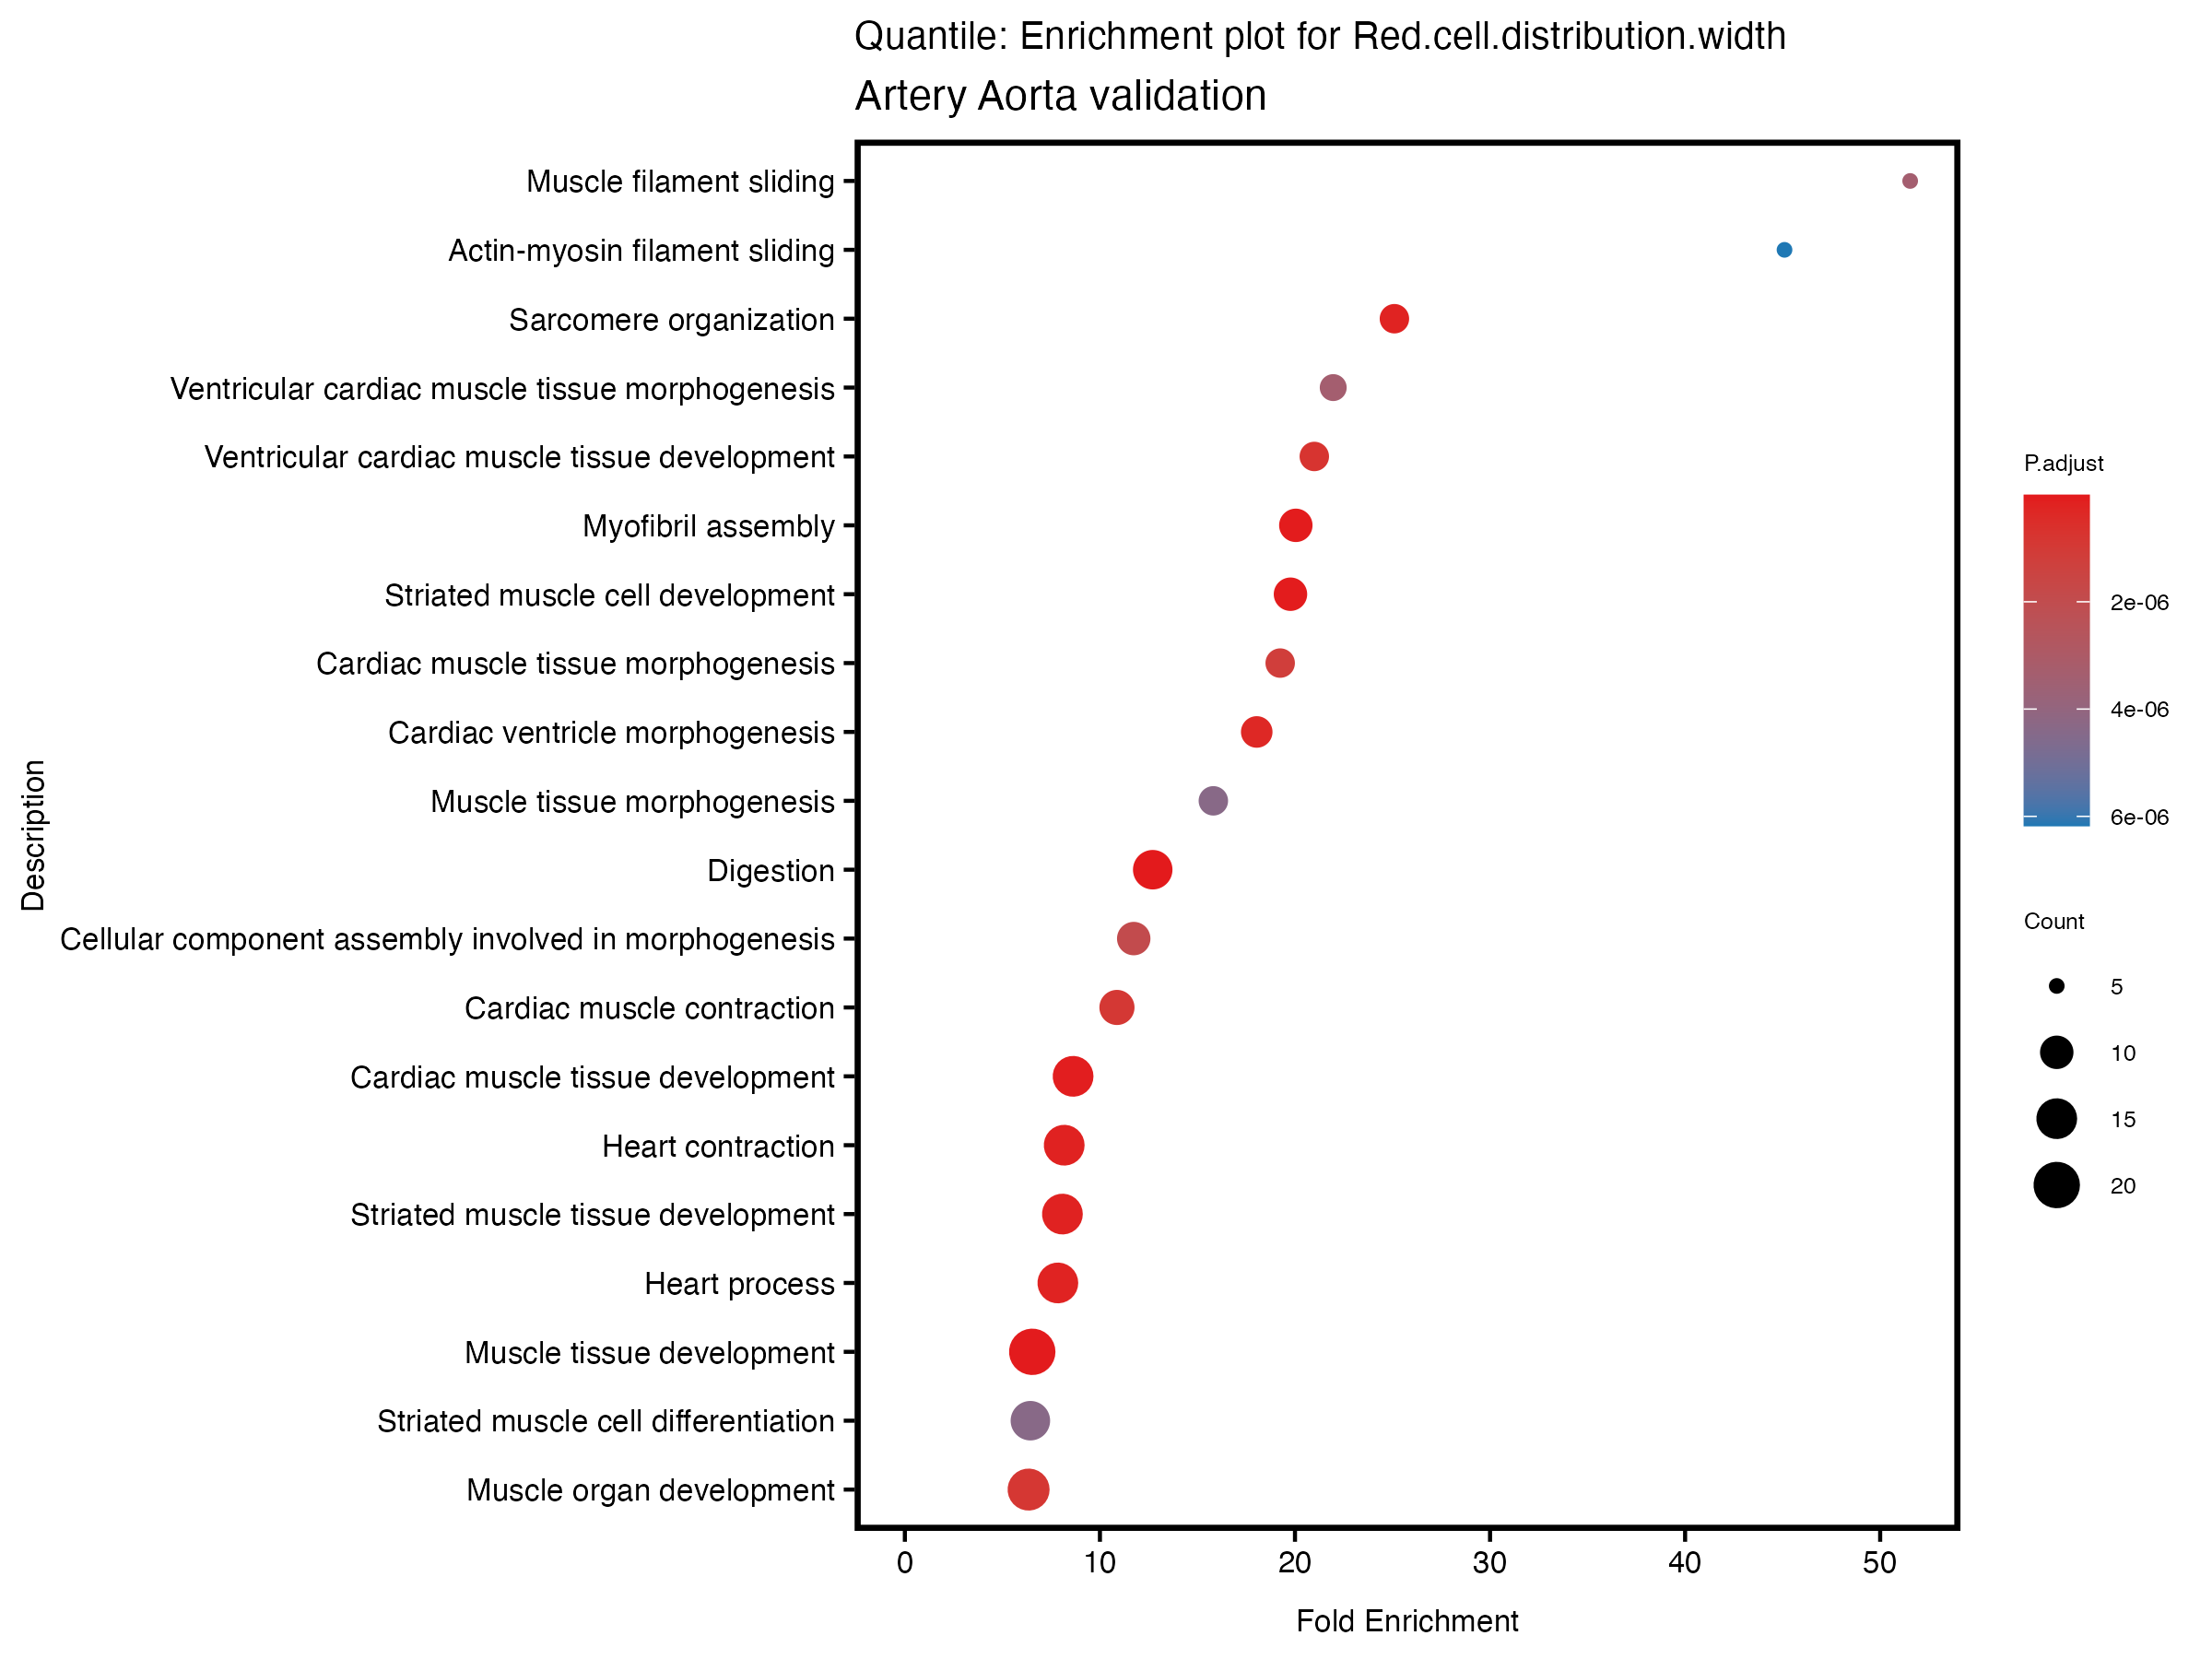 Quantile: Enrichment plot for Red.cell.distribution.width
Artery Aorta validation
Description
Muscle filament sliding
Actin-myosin filament sliding
Sarcomere organization
Ventricular cardiac muscle tissue morphogenesis
Ventricular cardiac muscle tissue development
Myofibril assembly
Striated muscle cell development
Cardiac muscle tissue morphogenesis
Cardiac ventricle morphogenesis
Muscle tissue morphogenesis
Digestion
Cellular component assembly involved in morphogenesis
Cardiac muscle contraction
Cardiac muscle tissue development
Heart contraction
Striated muscle tissue development
Heart process
Muscle tissue development
Striated muscle cell differentiation
Muscle organ development
0 10 20 30 40 50
Fold Enrichment
P.adjust
2e-06
4e-06
6e-06
Count
5
10
15
20